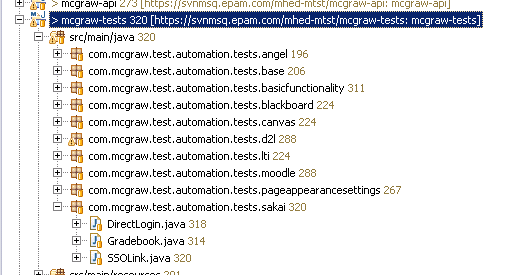 > mcgraw-api 273 [https://svnmsq.epam.com/mhed-mtst/mcgraw-api: mcgraw-api]
> mcgraw-tests 320 [https://svnmsq.epam.com/mhed-mtst/mcgraw-tests: mcgraw-tests]
src/main/java 320
com.mcgraw.test.automation.tests.angel 196
com.mcgraw.test.automation.tests.base 206
com.mcgraw.test.automation.tests.basicfunctionality 311
com.mcgraw.test.automation.tests.blackboard 224
com.mcgraw.test.automation.tests.canvas 224
com.mcgraw.test.automation.tests.d2l 288
com.mcgraw.test.automation.tests.lti 224
com.mcgraw.test.automation.tests.moodle 288
com.mcgraw.test.automation.tests.pageappearancesettings 267
com.mcgraw.test.automation.tests.sakai 320
DirectLogin.java 318
Gradebook.java 314
SSOLink.java 320
src/main/resources 201